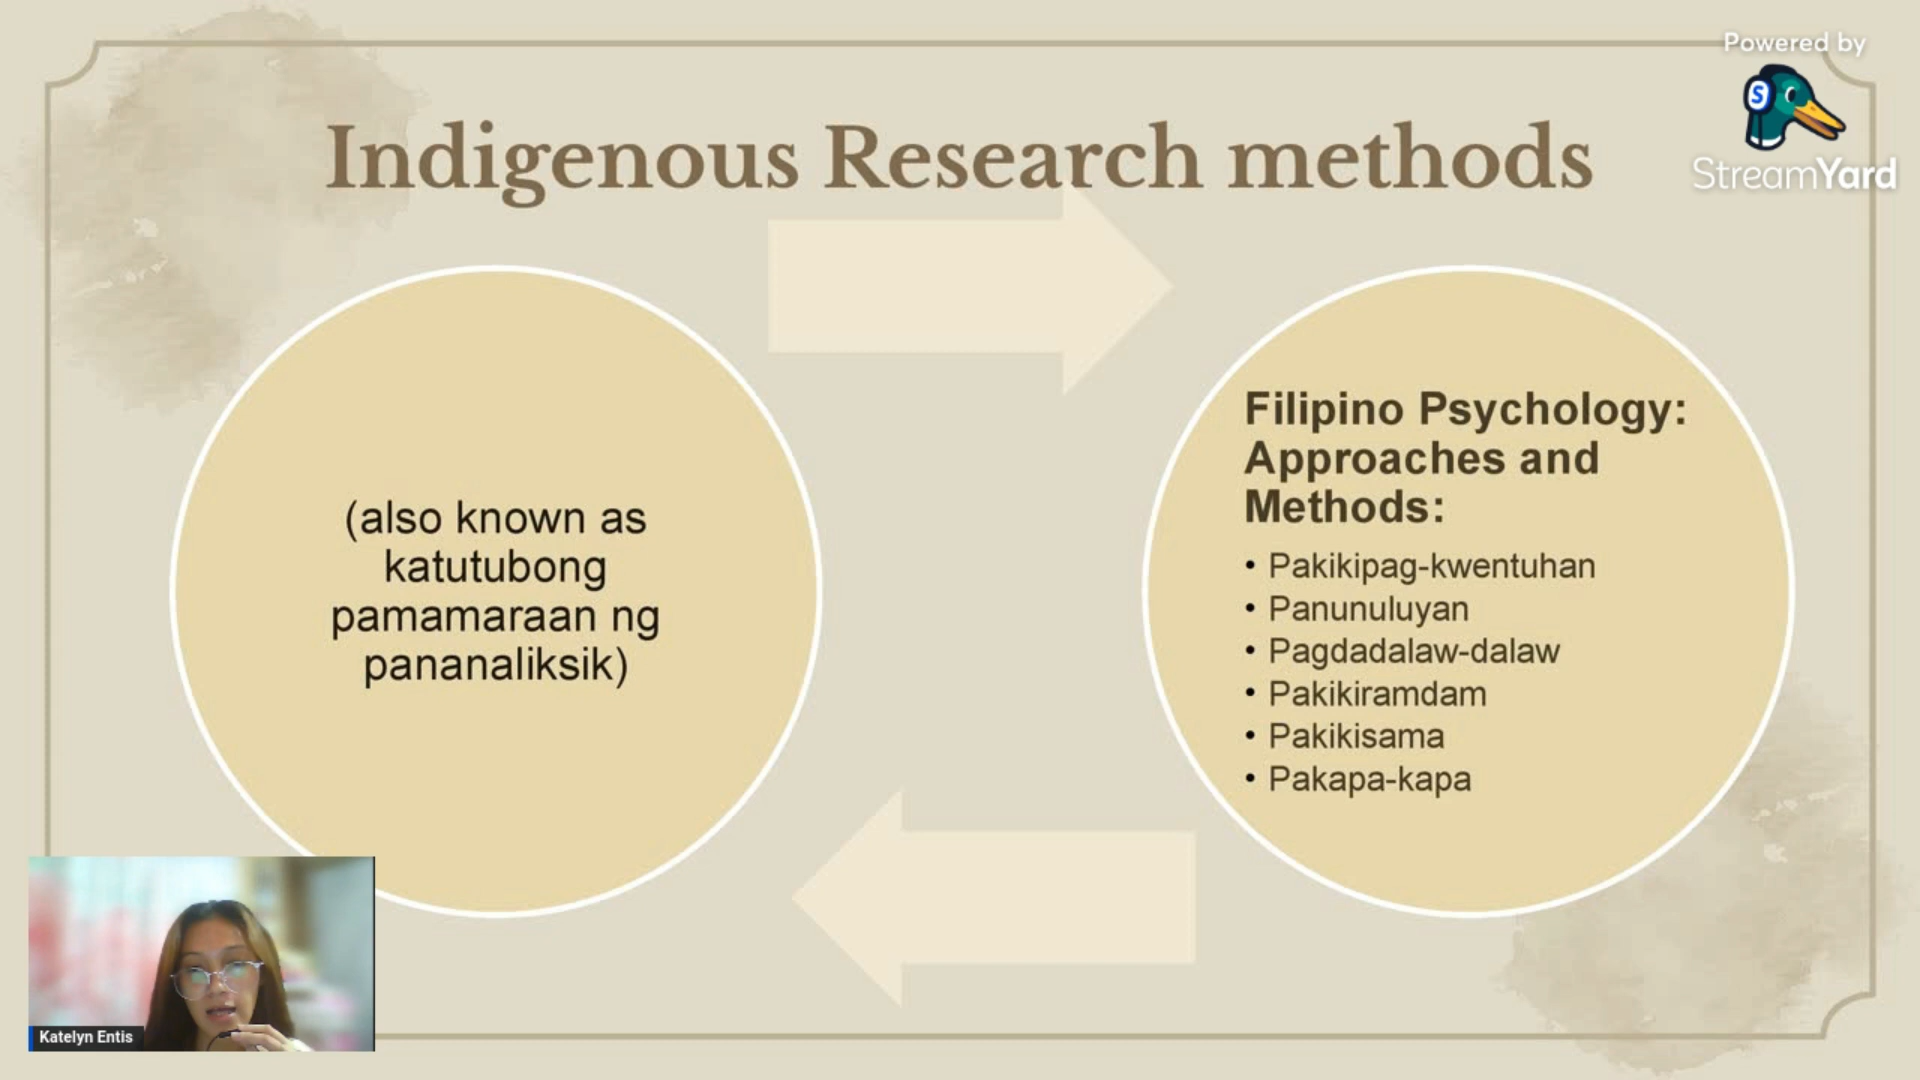 Powered by
StreamYard
Indigenous Research methods
(also known as
katutubong
pamamaraan ng
pananaliksik)
Filipino Psychology:
Approaches and
Methods:
• Pakikipag-kwentuhan
• Panunuluyan
• Pagdadalaw-dalaw
• Pakikiramdam
• Pakikisama
• Pakapa-kapa
Katelyn Entis